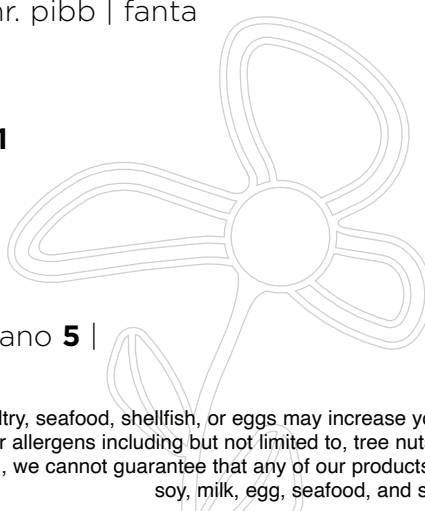 mr. pibb | fanta
1
ano 5 |
ltry, seafood, shellfish, or eggs may increase
r allergens including but not limited to, tree
, we cannot guarantee that any of our products
soy, milk, egg, seafood, and